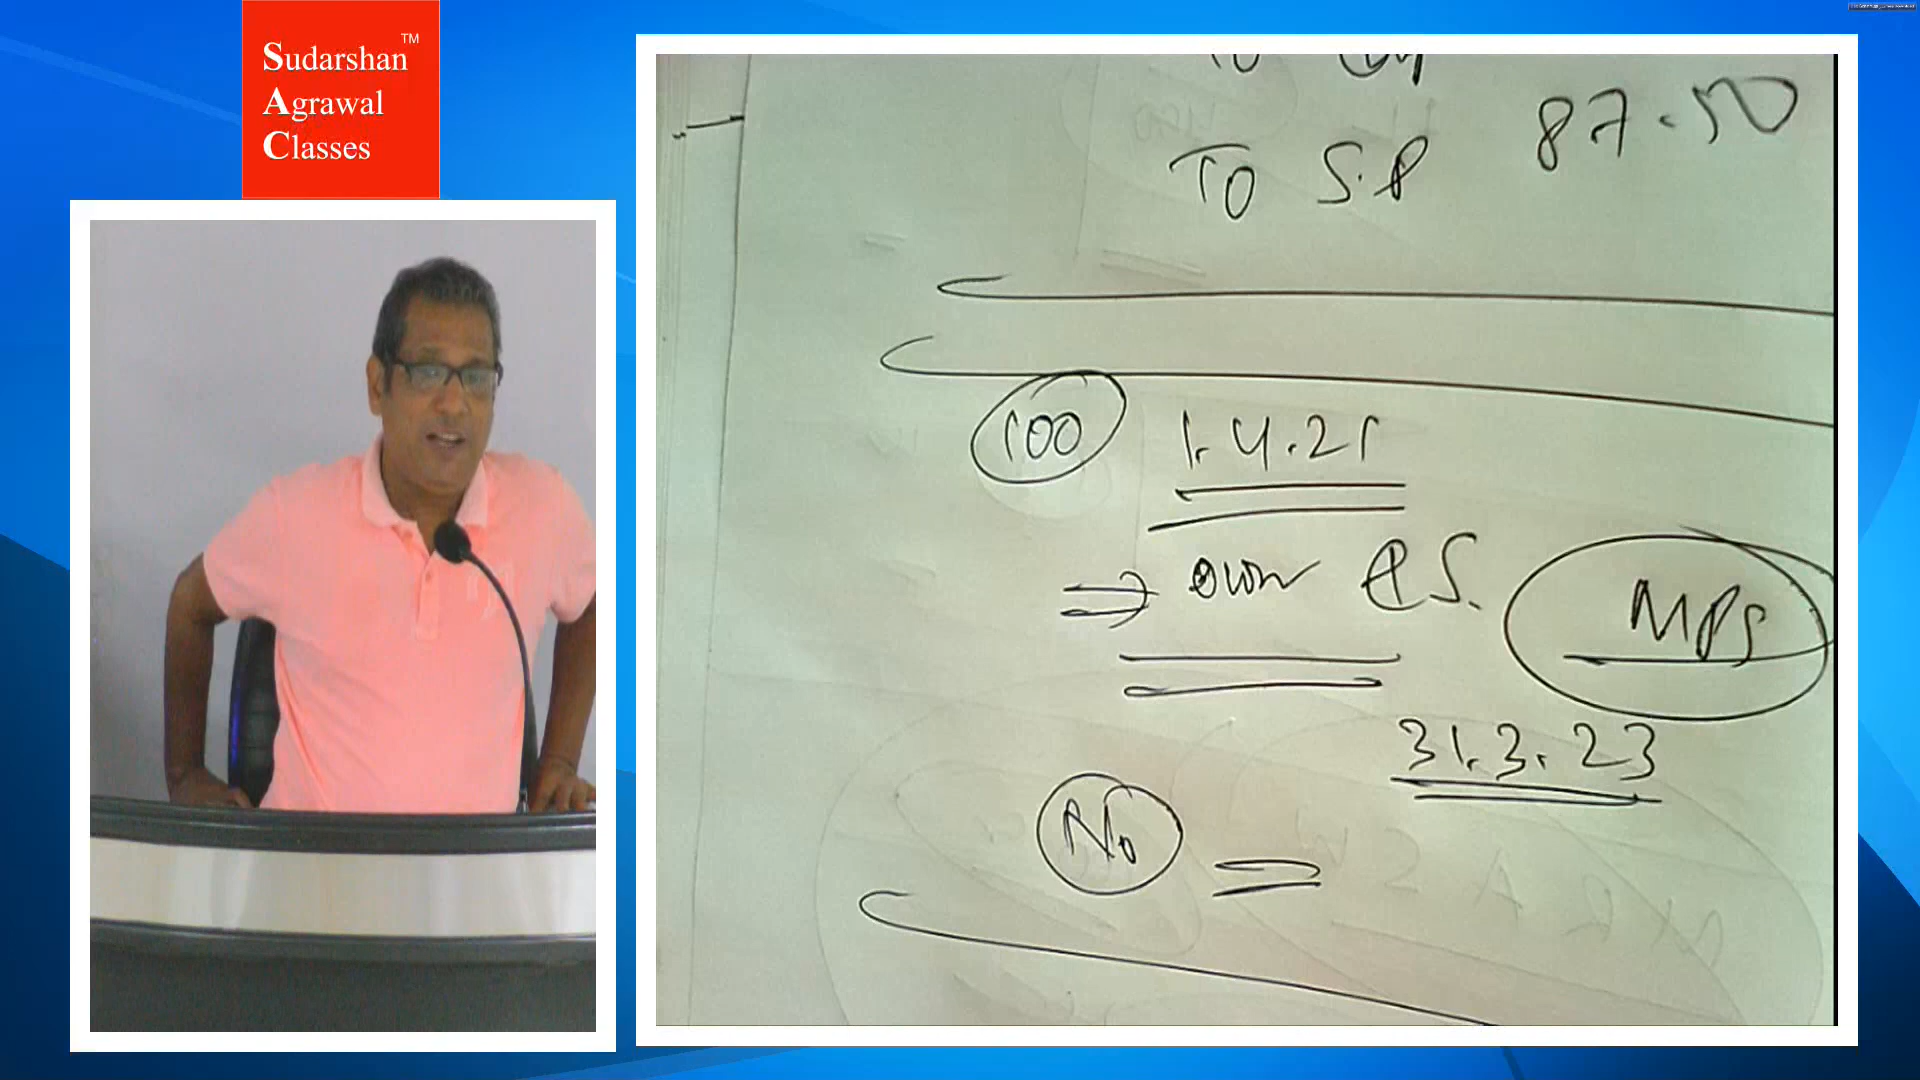 Sudarshan™
Agrawal
Classes
87.50
TO S.P
100 1.4.21
⇒ own E.S. MPS
31.3.23
No =